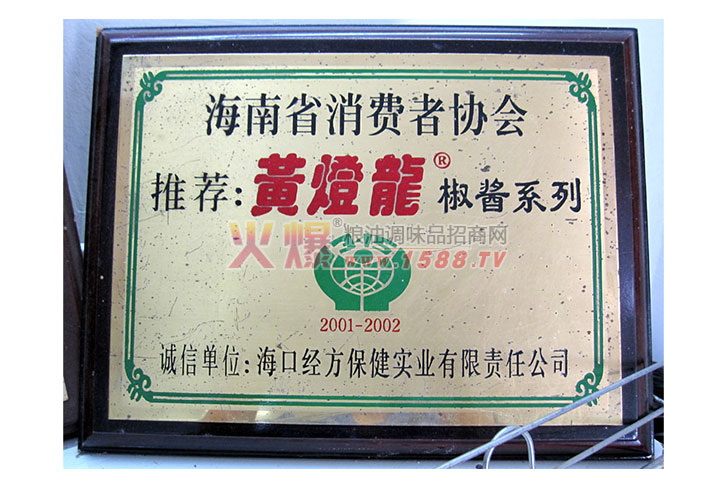 海南省消费者协会
推荐:黄燈龍® 椒酱系列
火爆® 粮油调味品招商网
www.1588.TV
2001-2002
诚信单位:海口经方保健实业有限责任公司